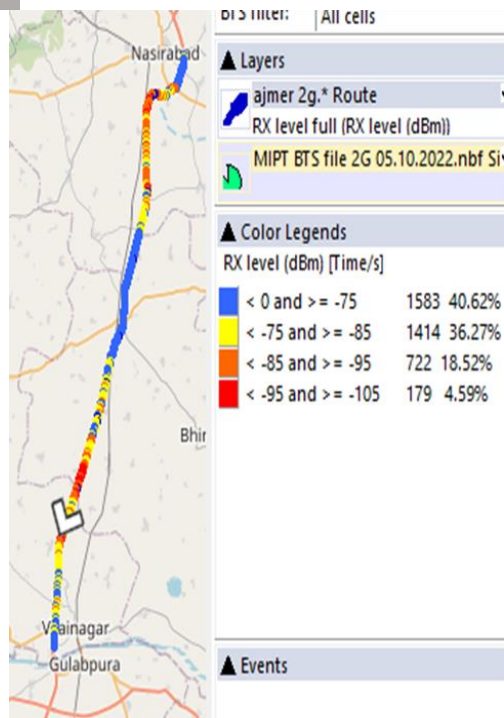 BTS filter: All cells
Nasirabad
Layers
ajmer 2g.* Route
RX level full (RX level (dBm))
MIPT BTS file 2G 05.10.2022.nbf Si
Color Legends
RX level (dBm) [Time/s]
< 0 and >= -75 1583 40.62%
< -75 and >= -85 1414 36.27%
< -85 and >= -95 722 18.52%
< -95 and >= -105 179 4.59%
Bhir
Gulabpura
Events